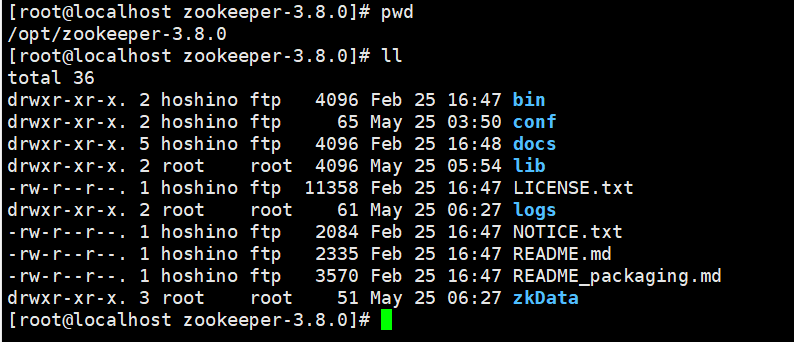 [root@localhost zookeeper-3.8.0]# pwd
/opt/zookeeper-3.8.0
[root@localhost zookeeper-3.8.0]# ll
total 36
drwxr-xr-x. 2 hoshino ftp   4096 Feb 25 16:47 bin
drwxr-xr-x. 2 hoshino ftp     65 May 25 03:50 conf
drwxr-xr-x. 5 hoshino ftp   4096 Feb 25 16:48 docs
drwxr-xr-x. 2 root    root  4096 May 25 05:54 lib
-rw-r--r--. 1 hoshino ftp  11358 Feb 25 16:47 LICENSE.txt
drwxr-xr-x. 2 root    root    61 May 25 06:27 logs
-rw-r--r--. 1 hoshino ftp   2084 Feb 25 16:47 NOTICE.txt
-rw-r--r--. 1 hoshino ftp   2335 Feb 25 16:47 README.md
-rw-r--r--. 1 hoshino ftp   3570 Feb 25 16:47 README_packaging.md
drwxr-xr-x. 3 root    root    51 May 25 06:27 zkData
[root@localhost zookeeper-3.8.0]#